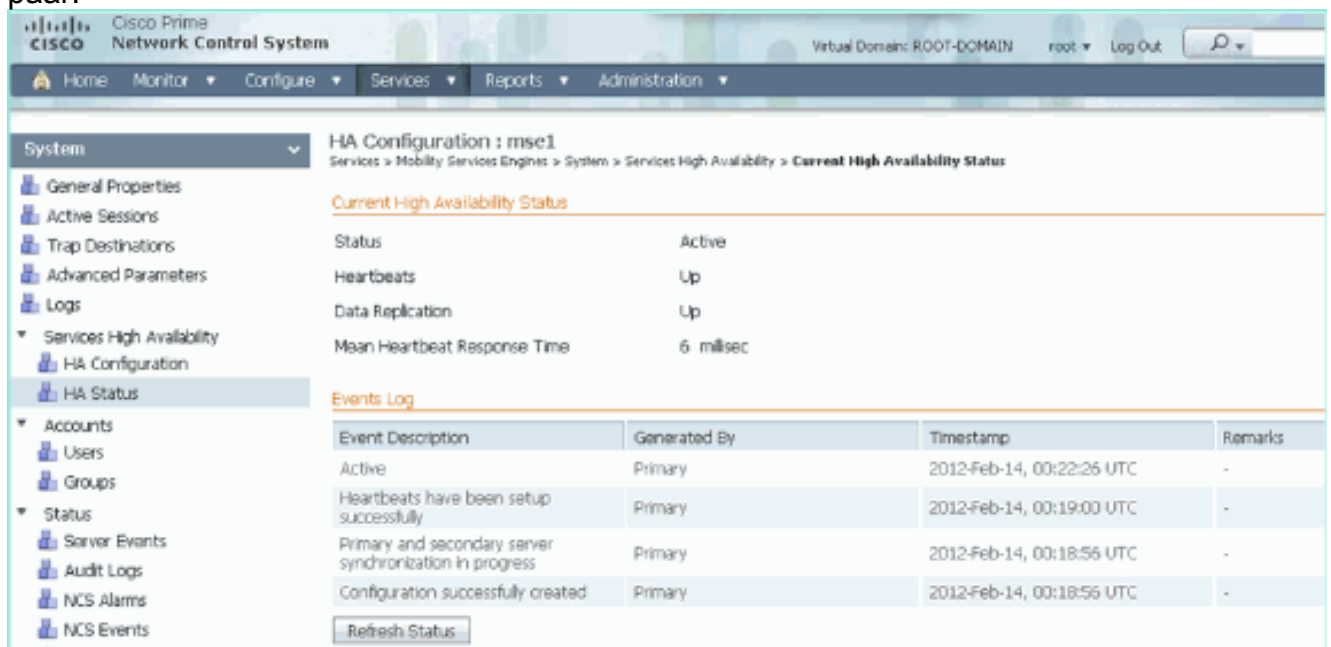 paari
Cisco Prime
CISCO Network Control System
Virtual Domain: ROOT-DOMAIN root Log Out
Home Monitor Configure Services Reports Administration
System
General Properties
Active Sessions
Trap Destinations
Advanced Parameters
Logs
Services High Availability
HA Configuration
HA Status
Accounts
Users
Groups
Status
Server Events
Audit Logs
NCS Alarms
NCS Events
HA Configuration : mse1
Services > Mobility Services Engines > System > Services High Availability > Current High Availability Status
Current High Availability Status
Status Active
Heartbeats Up
Data Replication Up
Mean Heartbeat Response Time 6 millisec
Events Log
Event Description Generated By Timestamp Remarks
Active Primary 2012-Feb-14, 00:22:26 UTC -
Heartbeats have been setup
successfully Primary 2012-Feb-14, 00:19:00 UTC -
Primary and secondary server
synchronization in progress Primary 2012-Feb-14, 00:18:56 UTC -
Configuration successfully created Primary 2012-Feb-14, 00:18:56 UTC -
Refresh Status